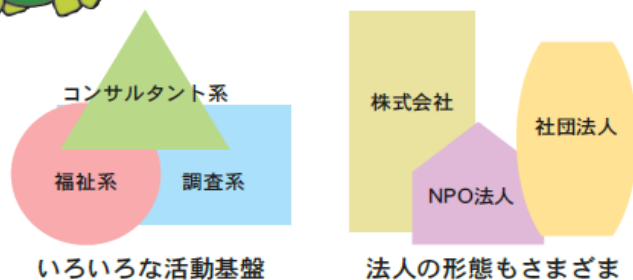 コンサルタント系
福祉系
調査系
いろいろな活動基盤
株式会社
社団法人
NPO法人
法人の形態もさまざま